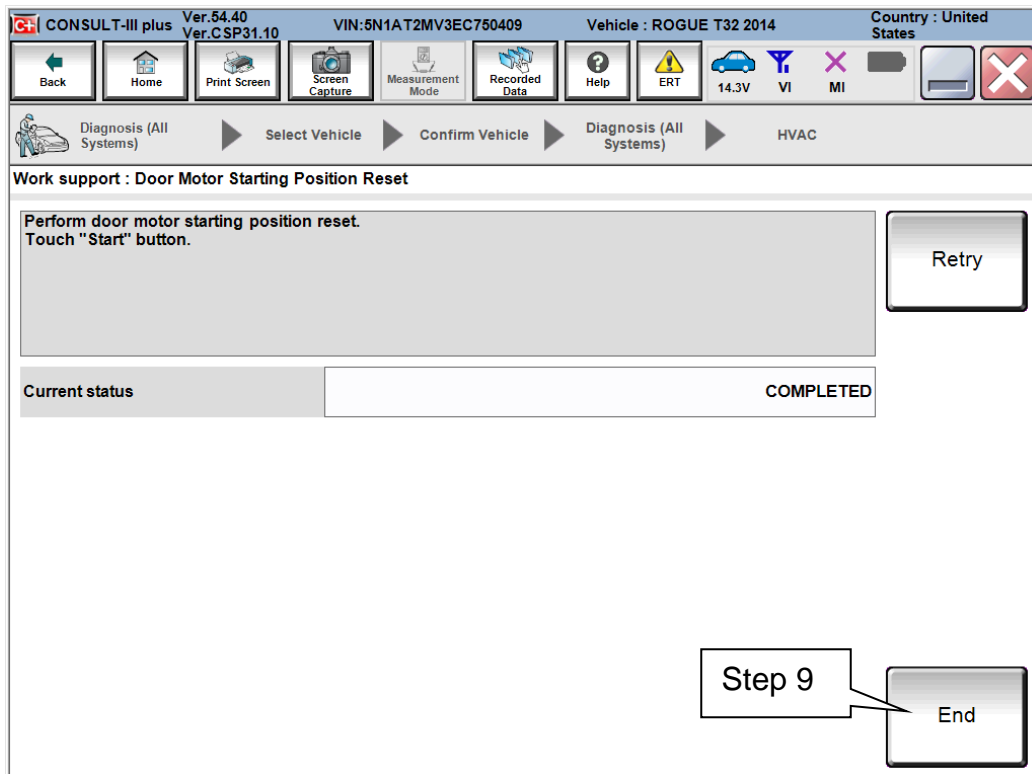 C+ CONSULT-III plus Ver.54.40 VIN:5N1AT2MV3EC750409 Vehicle : ROGUE T32 2014 Country : United
Ver.CSP31.10 States
Back Home Print Screen Screen Measurement Recorded Help ERT 14.3V VI MI
Capture Mode Data
Diagnosis (All Select Vehicle Confirm Vehicle Diagnosis (All HVAC
Systems) Systems)
Work support : Door Motor Starting Position Reset
Perform door motor starting position reset.
Touch "Start" button.
Retry
Current status COMPLETED
Step 9
End